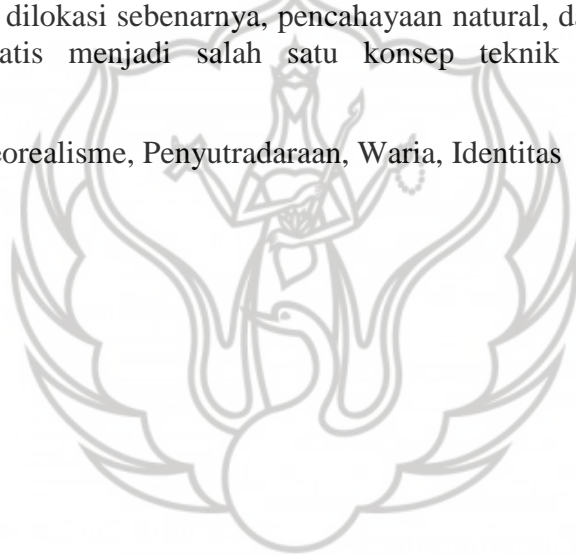 dilokasi sebenarnya, pencahayaan natural, da
atis menjadi salah satu konsep teknik
eorealisme, Penyutradaraan, Waria, Identitas